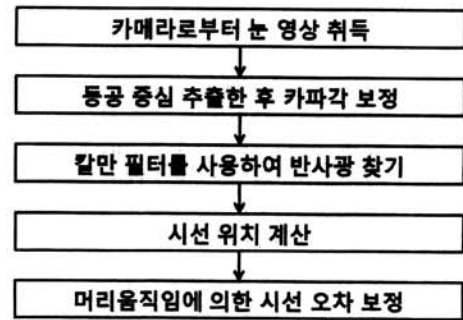 카메라로부터 눈 영상 취득
동공 중심 추출한 후 카파각 보정
칼만 필터를 사용하여 반사광 찾기
시선 위치 계산
머리움직임에 의한 시선 오차 보정